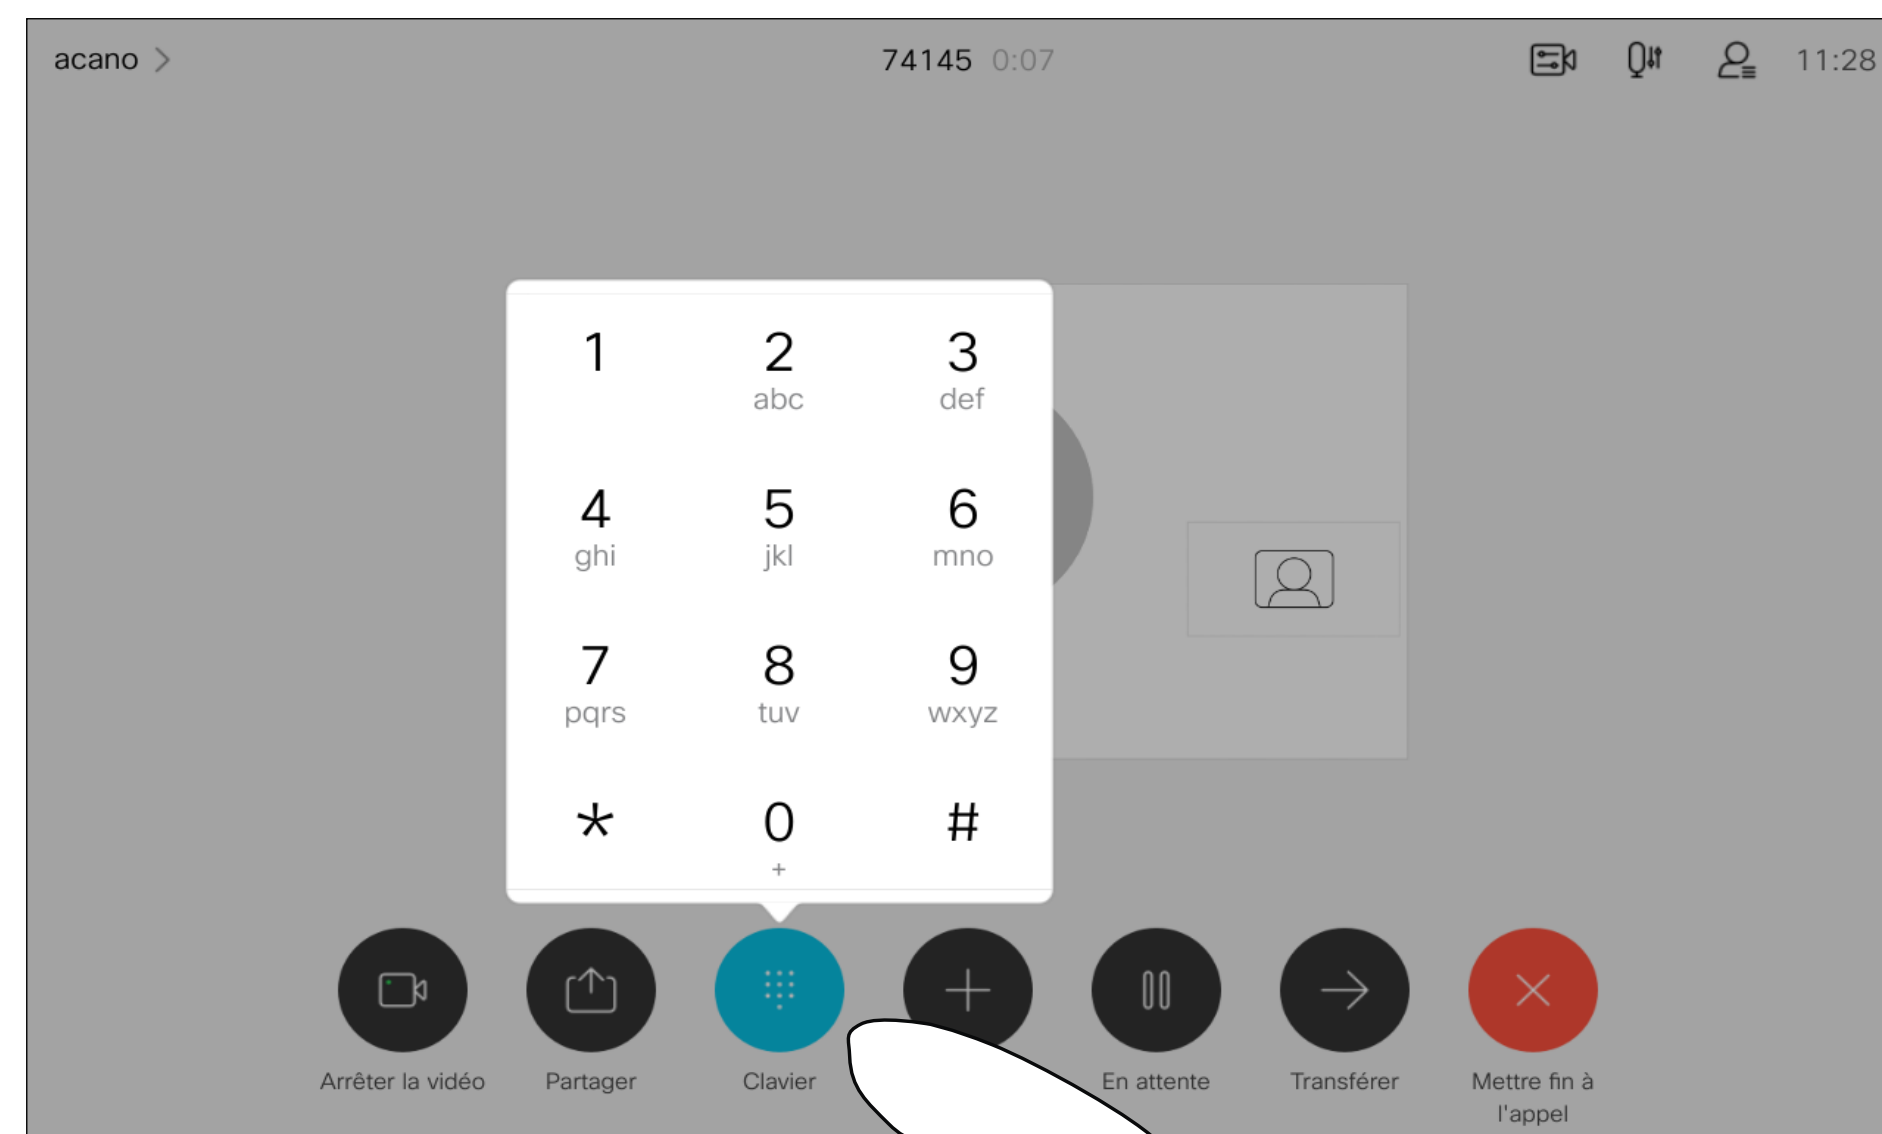 acano
74145 0:07
11:28
1 2 3
abc def
4 5 6
ghi jkl mno
7 8 9
pqrs tuv wxyz
* 0 #
+
Arrêter la vidéo Partager Clavier En attente Transférer Mettre fin à
l'appel